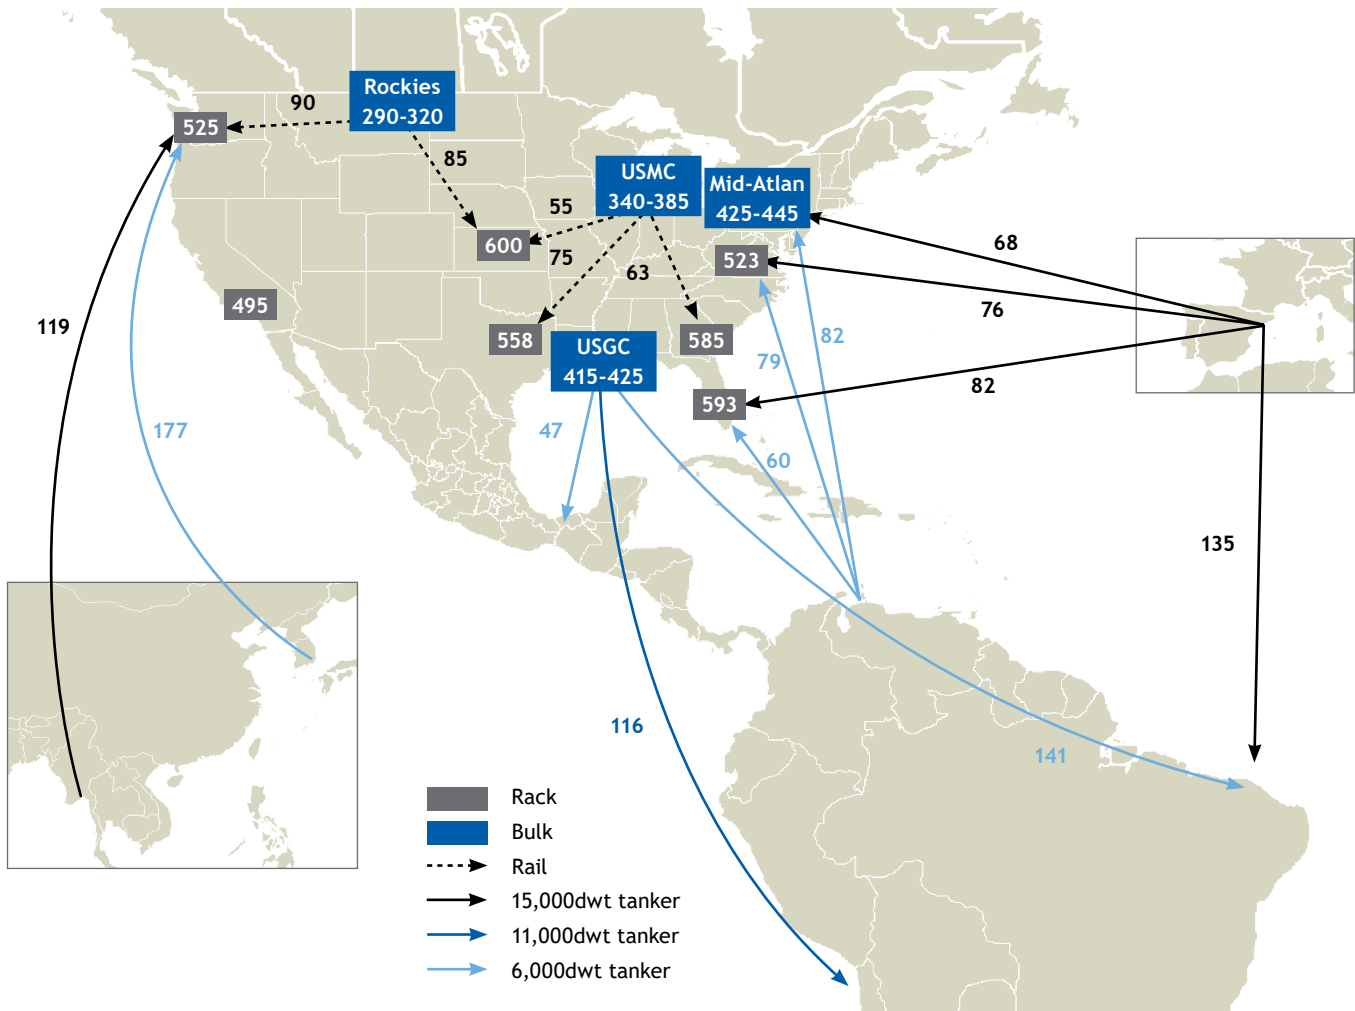 Rockies
290-320
90
525
85
USMC
340-385
Mid-Atlan
425-445
55
600
75
63
523
68
76
495
119
558
USGC
415-425
585
82
79
593
82
177
47
60
135
116
141
Rack
Bulk
Rail
15,000dwt tanker
11,000dwt tanker
6,000dwt tanker